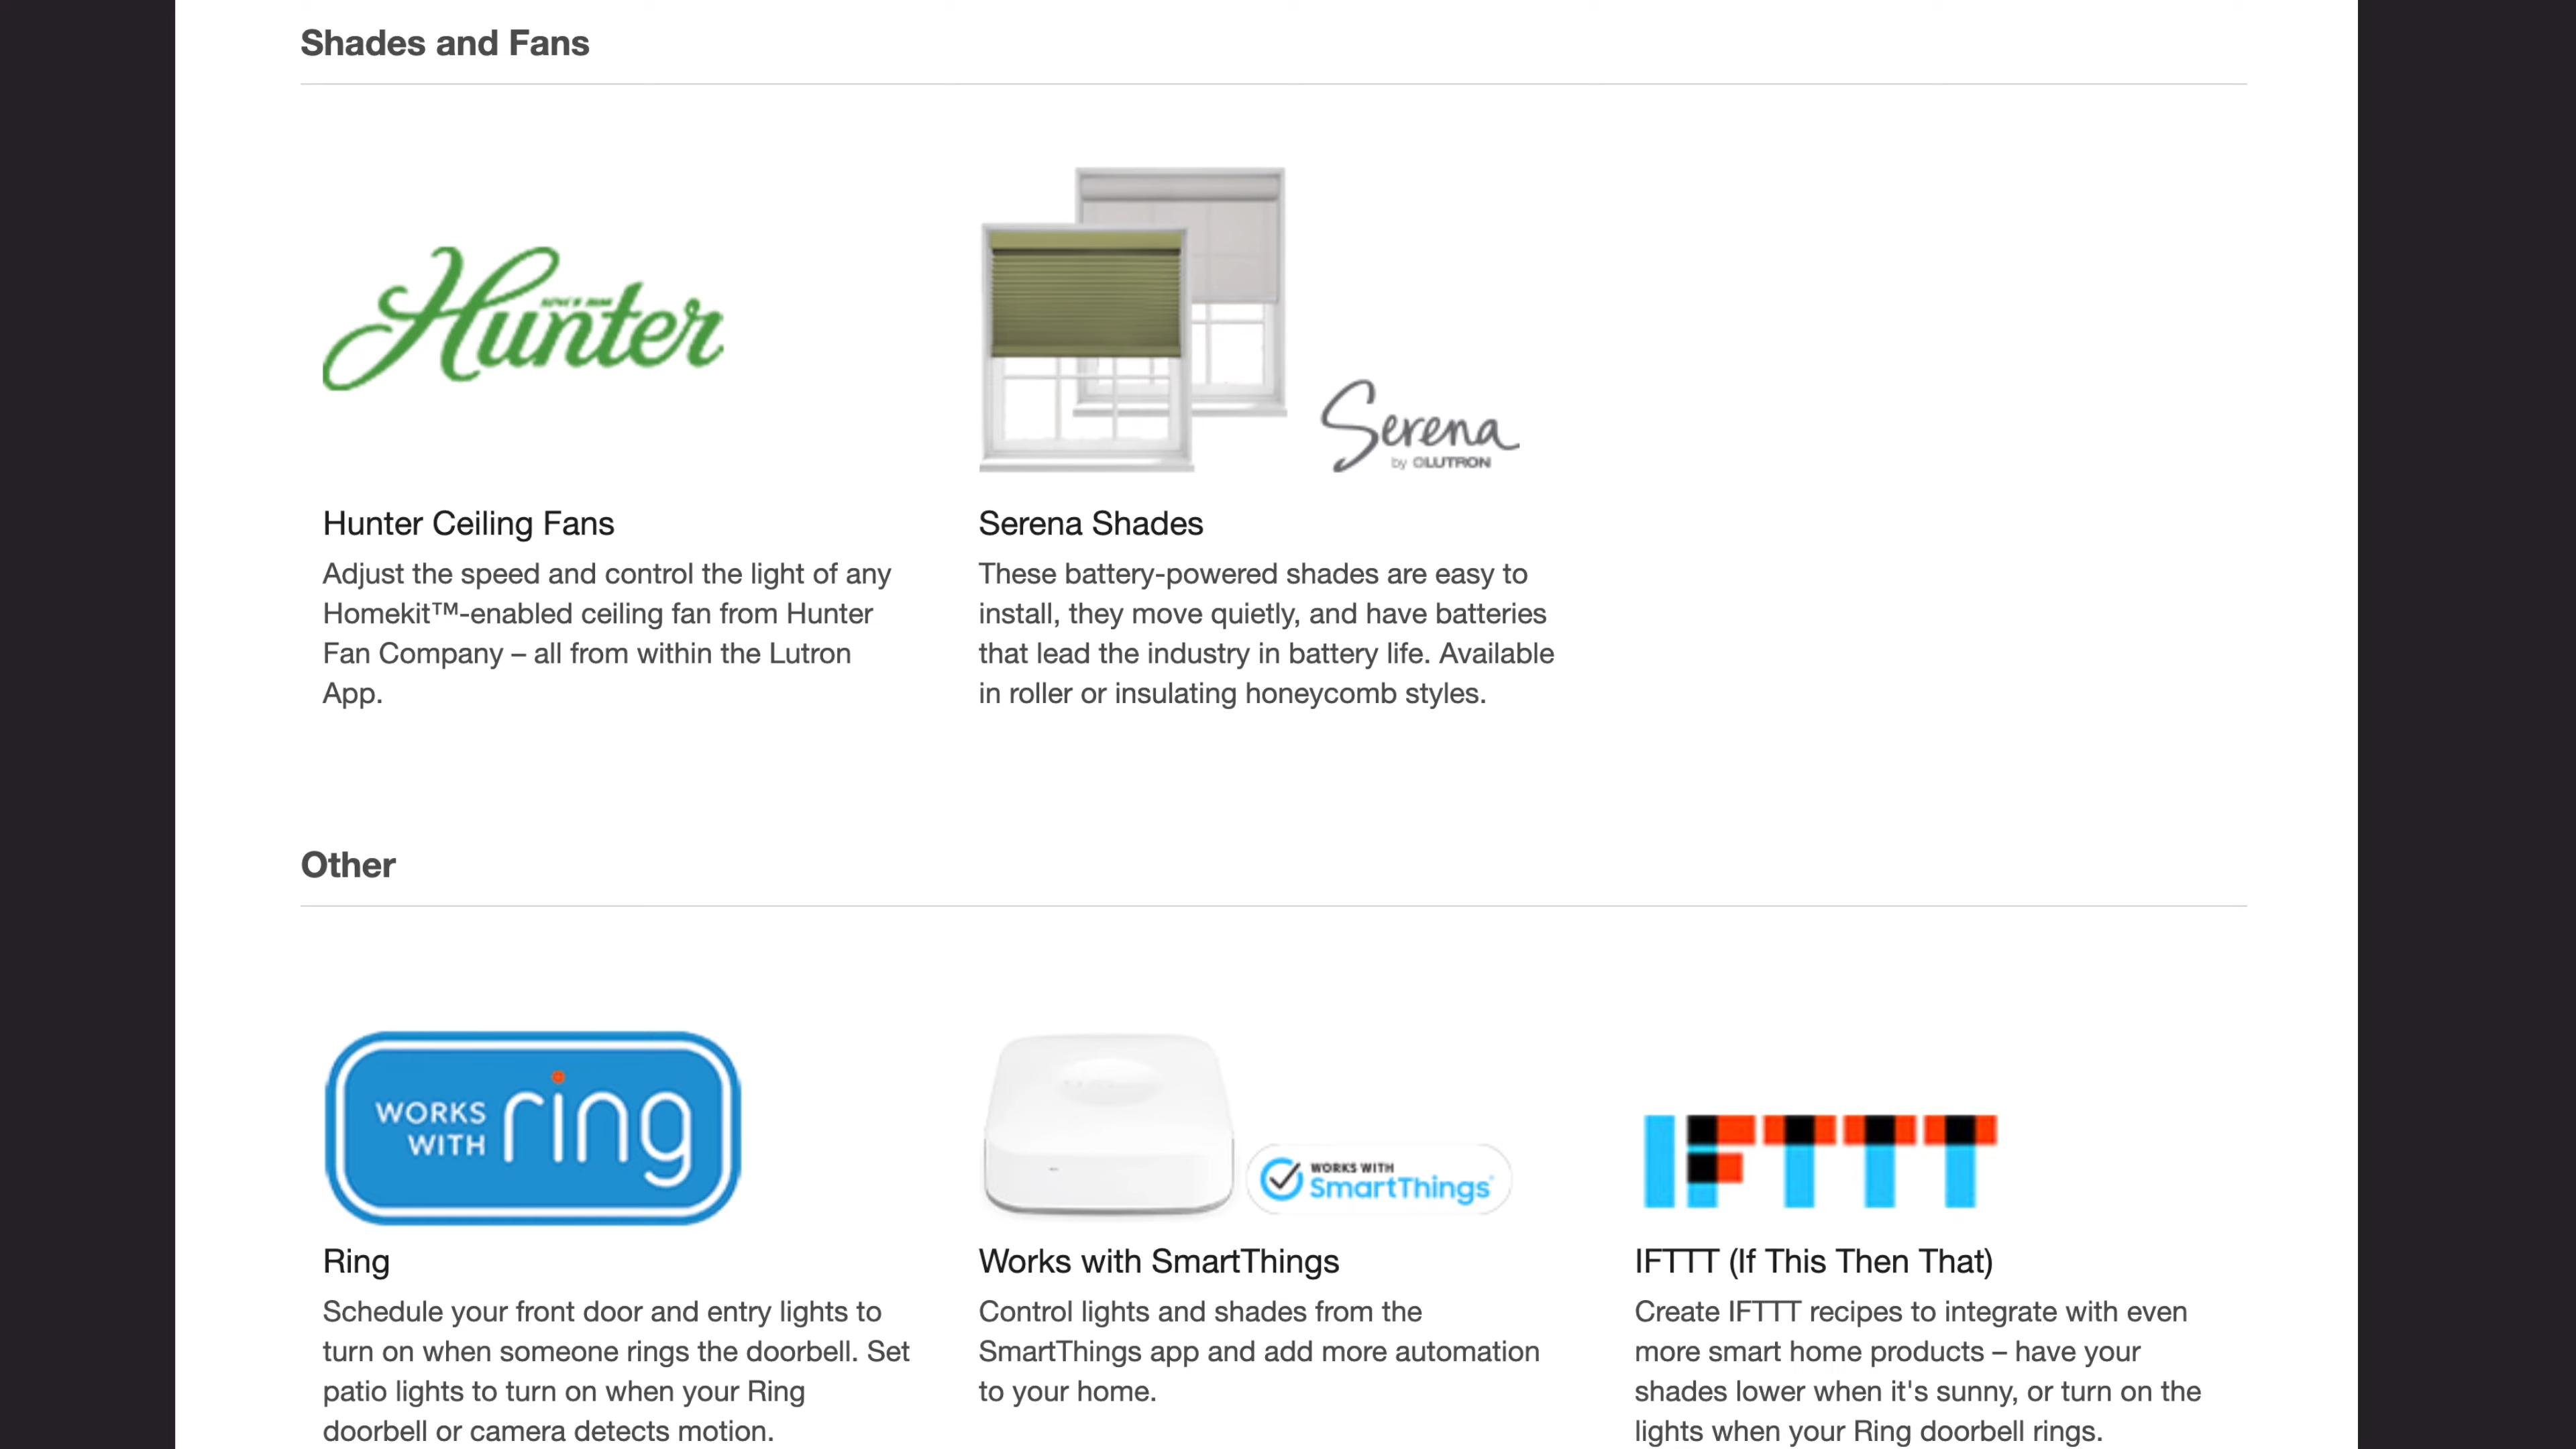 Shades and Fans
Hunter
Serena
by LUTRON
Hunter Ceiling Fans
Adjust the speed and control the light of any
Homekit™-enabled ceiling fan from Hunter
Fan Company – all from within the Lutron
App.
Serena Shades
These battery-powered shades are easy to
install, they move quietly, and have batteries
that lead the industry in battery life. Available
in roller or insulating honeycomb styles.
Other
WORKS
WITH
ring
WORKS WITH
SmartThings
IFTTT
Ring
Schedule your front door and entry lights to
turn on when someone rings the doorbell. Set
patio lights to turn on when your Ring
doorbell or camera detects motion.
Works with SmartThings
Control lights and shades from the
SmartThings app and add more automation
to your home.
IFTTT (If This Then That)
Create IFTTT recipes to integrate with even
more smart home products – have your
shades lower when it's sunny, or turn on the
lights when your Ring doorbell rings.